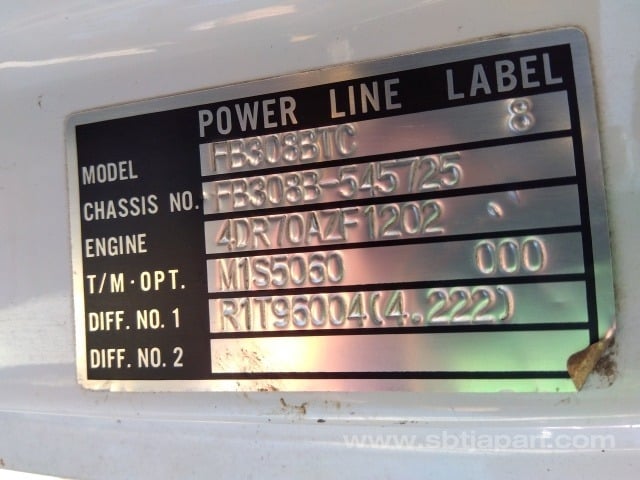 POWER LINE LABEL
MODEL FB308BTC 8
CHASSIS NO. FB308B-545725
ENGINE 4DR70AZF1202
T/M·OPT. M1S5060 000
DIFF. NO. 1 R1T96004(4.222)
DIFF. NO. 2
www.sbtjapan.com